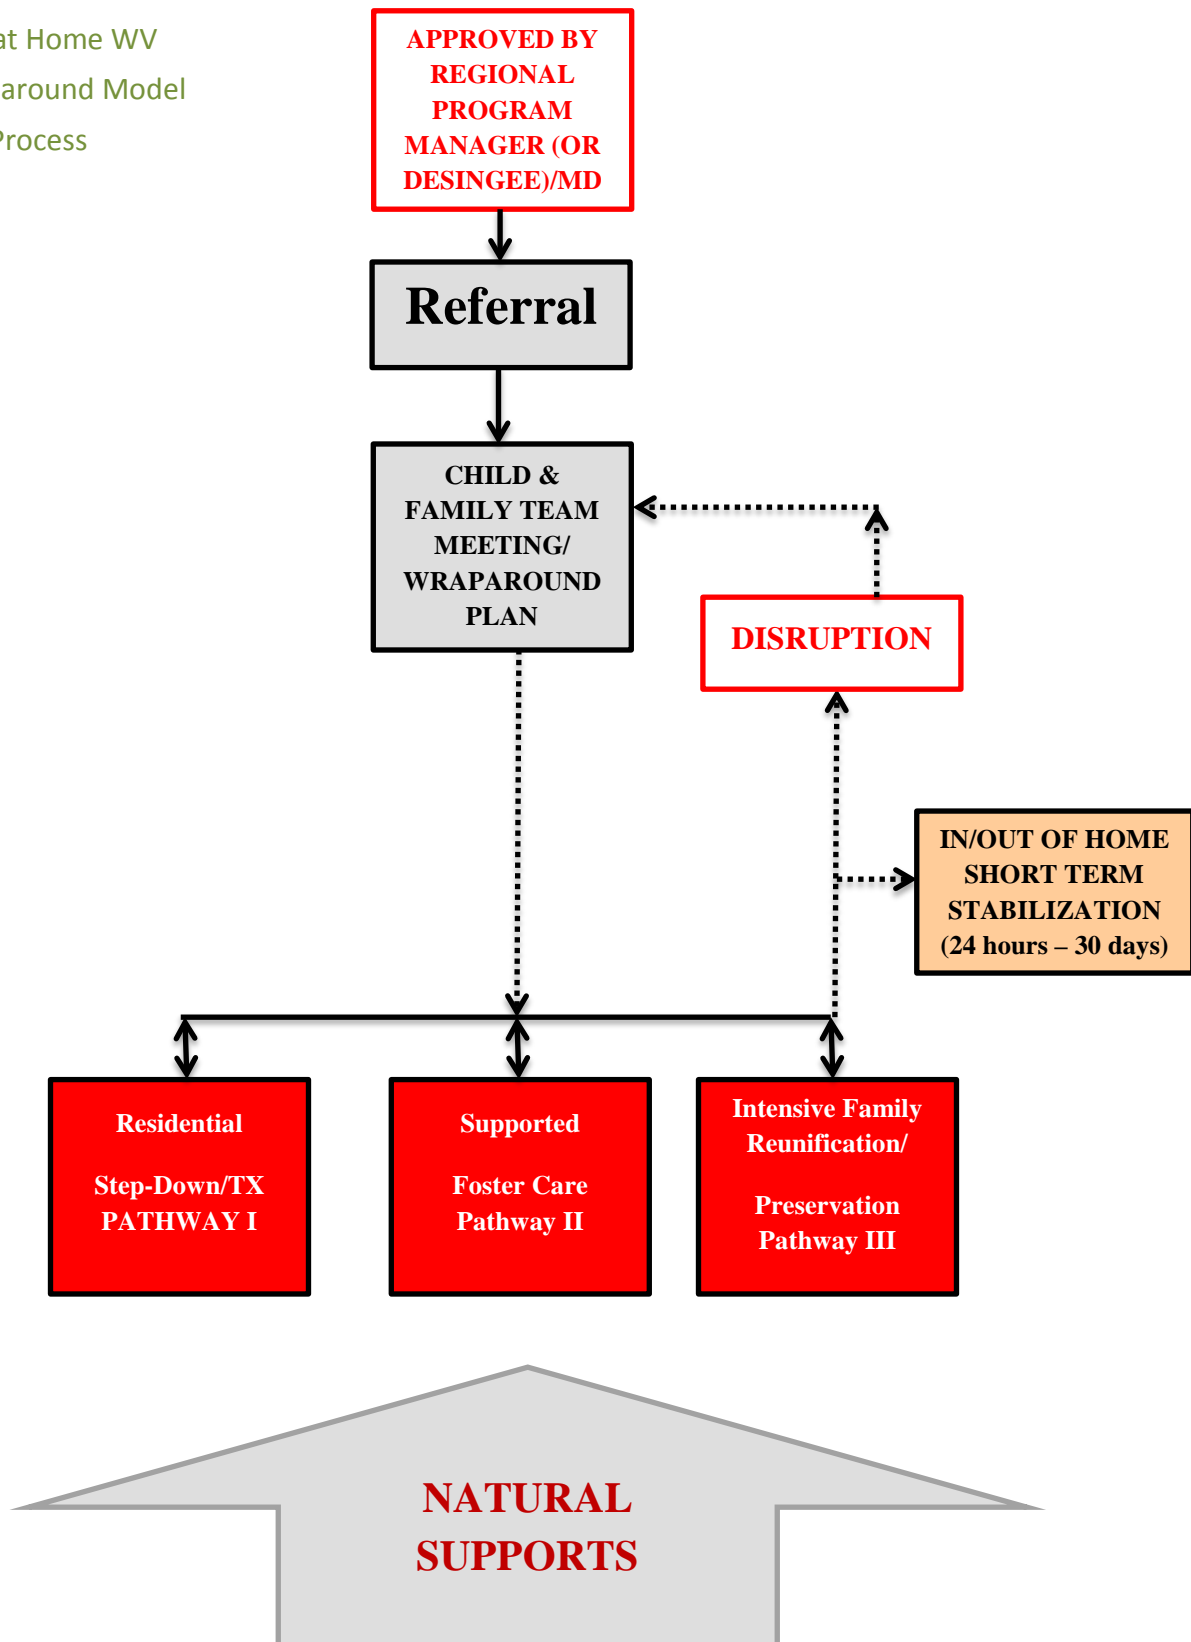 at Home WV
around Model
Process
APPROVED BY
REGIONAL
PROGRAM
MANAGER (OR
DESINGEE)/MD
Referral
CHILD &
FAMILY TEAM
MEETING/
WRAPAROUND
PLAN
DISRUPTION
IN/OUT OF HOME
SHORT TERM
STABILIZATION
(24 hours – 30 days)
Residential
Step-Down/TX
PATHWAY I
Supported
Foster Care
Pathway II
Intensive Family
Reunification/
Preservation
Pathway III
NATURAL
SUPPORTS